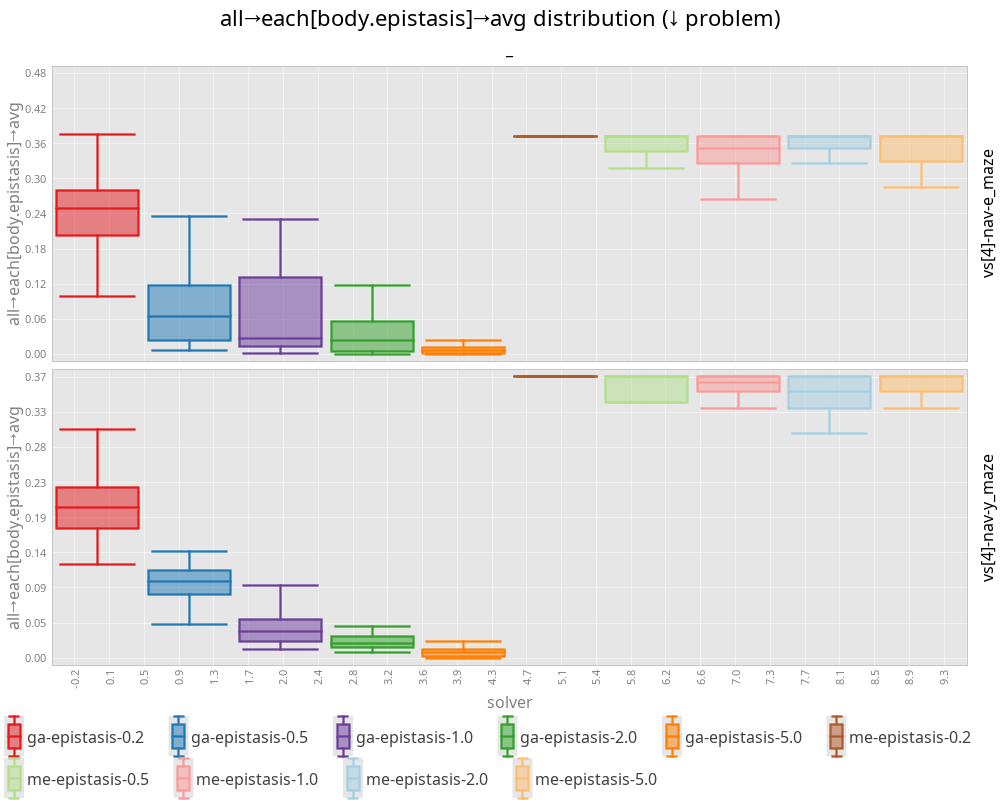 all→each[body.epistasis]→avg distribution (↓ problem)
–
all→each[body.epistasis]→avg
0.48
0.42
0.36
0.30
0.24
0.18
0.12
0.06
0.00
vs[4]-nav-e_maze
all→each[body.epistasis]→avg
0.37
0.33
0.28
0.23
0.19
0.14
0.09
0.05
0.00
vs[4]-nav-y_maze
-0.2 0.1 0.5 0.9 1.3 1.7 2.0 2.4 2.8 3.2 3.6 3.9 4.3 4.7 5.1 5.4 5.8 6.2 6.6 7.0 7.3 7.7 8.1 8.5 8.9 9.3
solver
ga-epistasis-0.2 ga-epistasis-0.5 ga-epistasis-1.0 ga-epistasis-2.0 ga-epistasis-5.0 me-epistasis-0.2
me-epistasis-0.5 me-epistasis-1.0 me-epistasis-2.0 me-epistasis-5.0